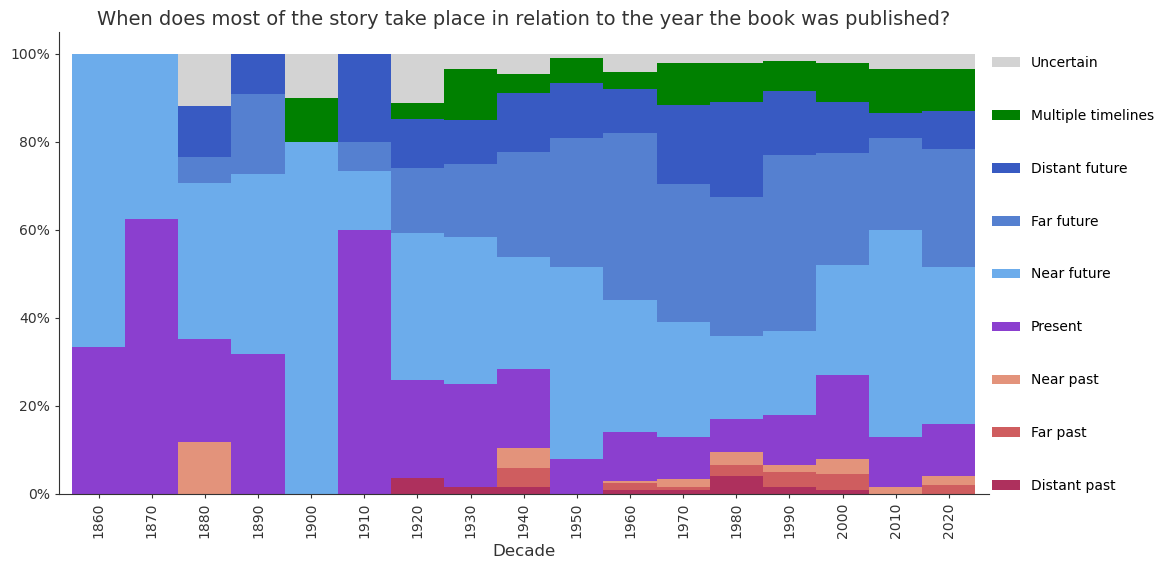 When does most of the story take place in relation to the year the book was published?
100%
80%
60%
40%
20%
0%
1860
1870
1880
1890
1900
1910
1920
1930
1940
1950
1960
1970
1980
1990
2000
2010
2020
Decade
Uncertain
Multiple timelines
Distant future
Far future
Near future
Present
Near past
Far past
Distant past